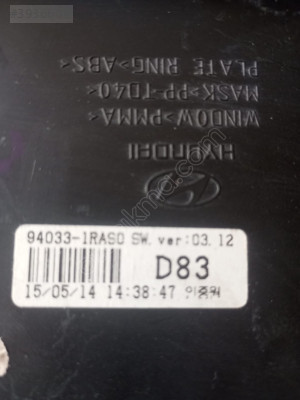 PLATE RING>ABS<
MASK>PP-TD40<
WINDOW>PMMA<
HYUNDAI
94033-1RAS0 SW. ver:03.12
D83
15/05/14 14:38:47